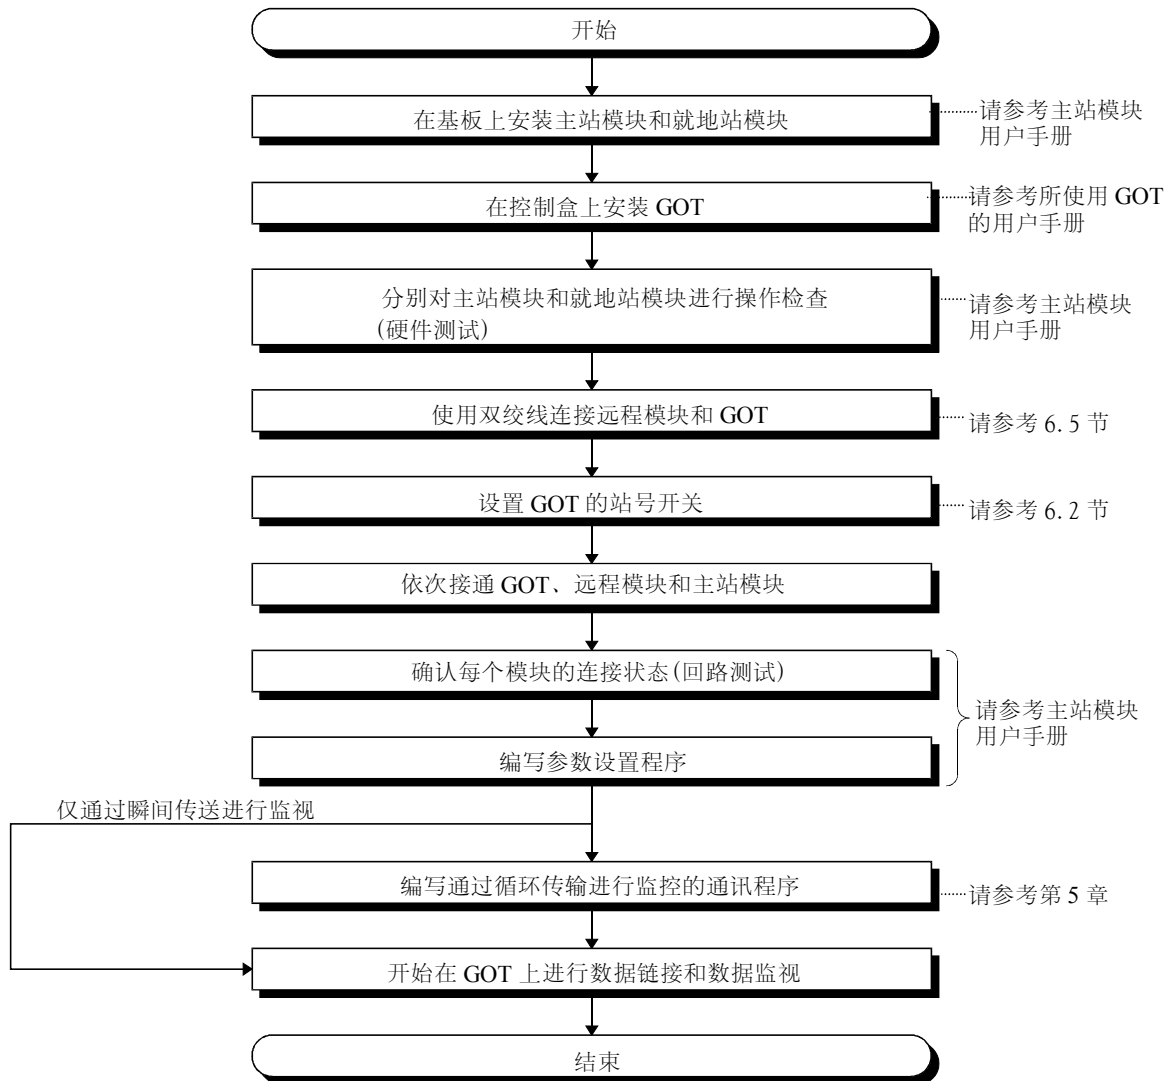 开始
在基板上安装主站模块和就地站模块
请参考主站模块
用户手册
在控制盒上安装 GOT
请参考所使用 GOT
的用户手册
分别对主站模块和就地站模块进行操作检查
(硬件测试)
请参考主站模块
用户手册
使用双绞线连接远程模块和 GOT
请参考 6.5 节
设置 GOT 的站号开关
请参考 6.2 节
依次接通 GOT、远程模块和主站模块
确认每个模块的连接状态(回路测试)
请参考主站模块
用户手册
编写参数设置程序
仅通过瞬间传送进行监视
编写通过循环传输进行监控的通讯程序
请参考第 5 章
开始在 GOT 上进行数据链接和数据监视
结束